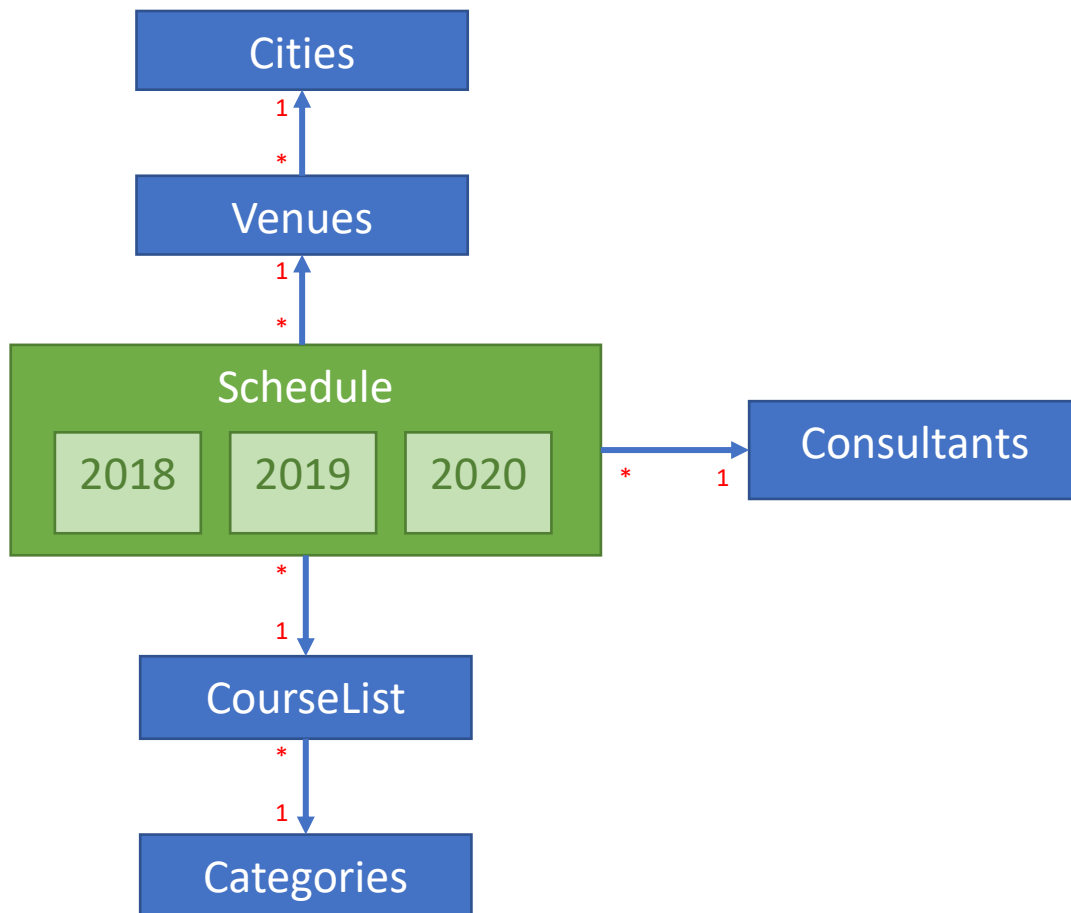 Cities
1
*
Venues
1
*
Schedule
2018 2019 2020
Consultants
* 1
*
1
CourseList
*
1
Categories